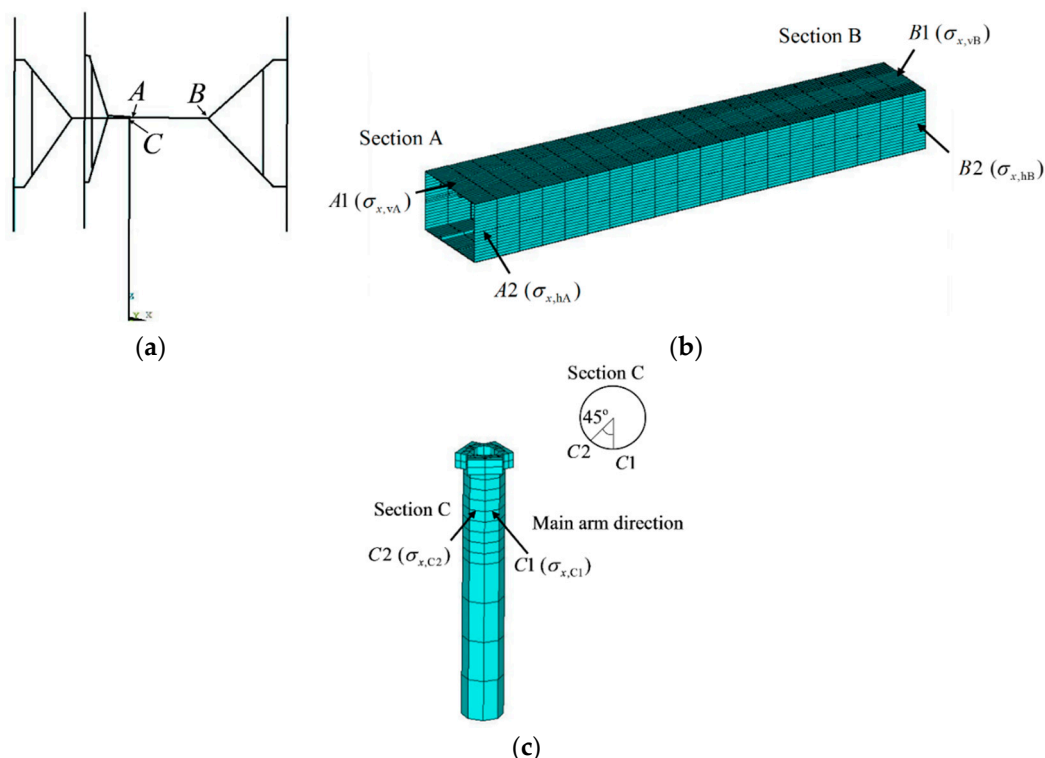 A
B
C
Z
Y X
(a)
Section B
B1 (σx,vB)
Section A
A1 (σx,vA)
B2 (σx,hB)
A2 (σx,hA)
(b)
Section C
45°
C2
C1
Section C
Main arm direction
C2 (σx,C2)
C1 (σx,C1)
(c)